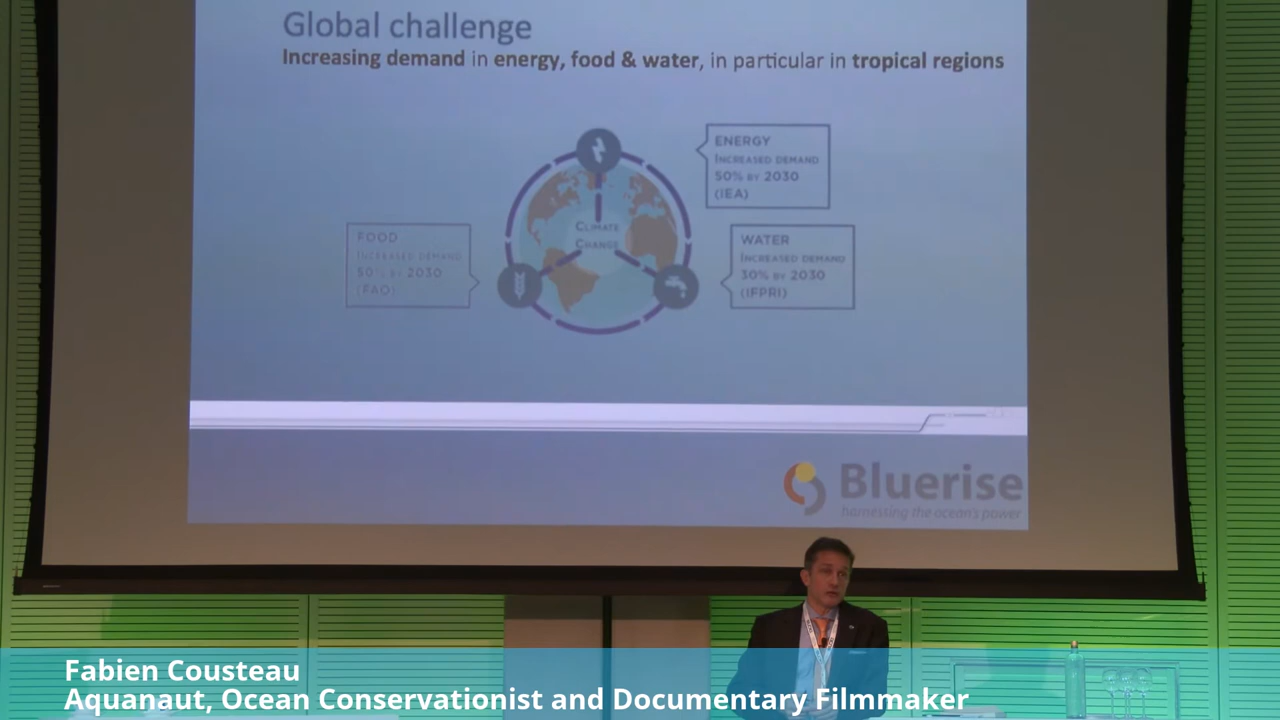 Global challenge
Increasing demand in energy, food & water, in particular in tropical regions
ENERGY
INCREASED DEMAND
50% BY 2030
(IEA)
CLIMATE
CHANGE
FOOD
INCREASED DEMAND
50% BY 2030
(FAO)
WATER
INCREASED DEMAND
30% BY 2030
(IFPRI)
Bluerise
harnessing the ocean's power
Fabien Cousteau
Aquanaut, Ocean Conservationist and Documentary Filmmaker